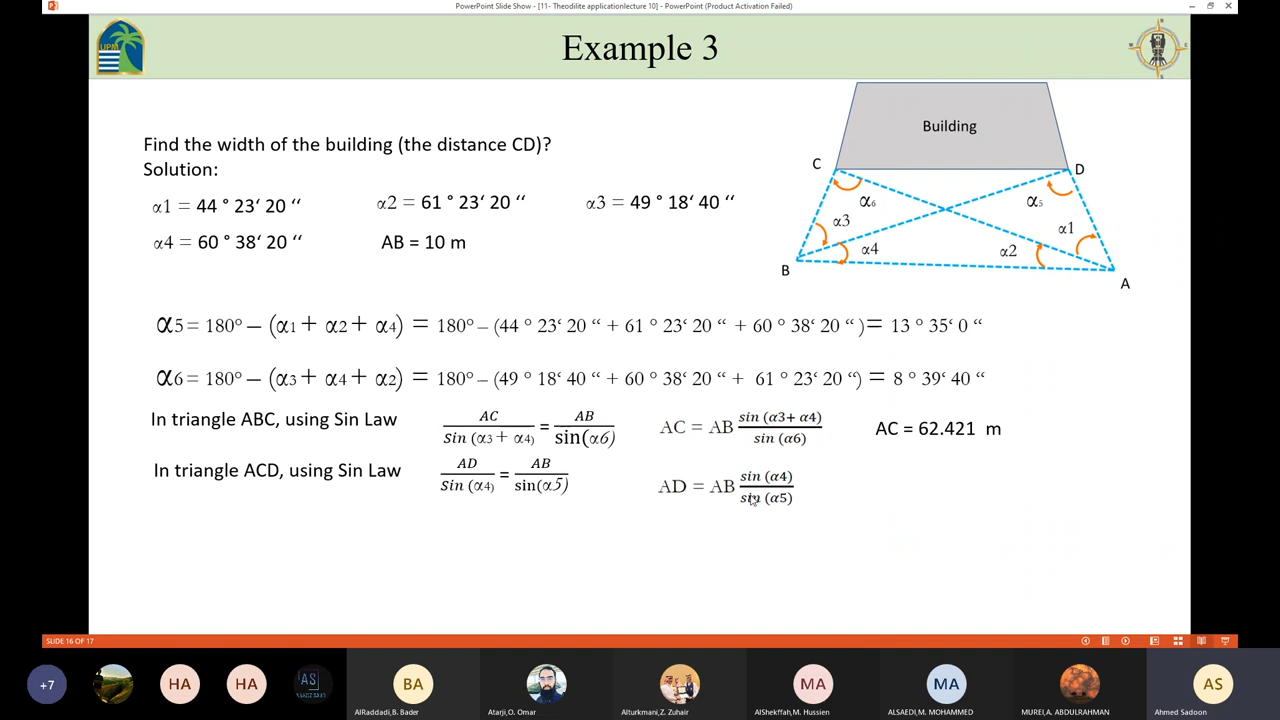 PowerPoint Slide Show - [11- Theodilite applicationlecture 10] - PowerPoint (Product Activation Failed)
UPM
Example 3
Find the width of the building (the distance CD)?
Solution:
α1 = 44 ° 23‘ 20 “
α2 = 61 ° 23‘ 20 “
α3 = 49 ° 18‘ 40 “
α4 = 60 ° 38‘ 20 “
AB = 10 m
Building
C
D
α6
α5
α3
α1
α4
α2
B
A
α5 = 180° – (α1 + α2 + α4) = 180° – (44 ° 23‘ 20 “ + 61 ° 23‘ 20 “ + 60 ° 38‘ 20 “ )= 13 ° 35‘ 0 “
α6 = 180° – (α3 + α4 + α2) = 180° – (49 ° 18‘ 40 “ + 60 ° 38‘ 20 “ + 61 ° 23‘ 20 “) = 8 ° 39‘ 40 “
In triangle ABC, using Sin Law AC / Sin (α3 + α4) = AB / sin(α6) AC = AB sin (α3+ α4) / sin (α6) AC = 62.421 m
In triangle ACD, using Sin Law AD / Sin (α4) = AB / sin(α5) AD = AB sin (α4) / sin (α5)
SLIDE 16 OF 17
+7
HA
HA
AS
BA
MA
MA
AS
AlRaddadi,B. Bader
Atarji,O. Omar
Alturkmani,Z. Zuhair
AlShekffah,M. Hussien
ALSAEDI,M. MOHAMMED
MUREI,A. ABDULRAHMAN
Ahmed Sadoon